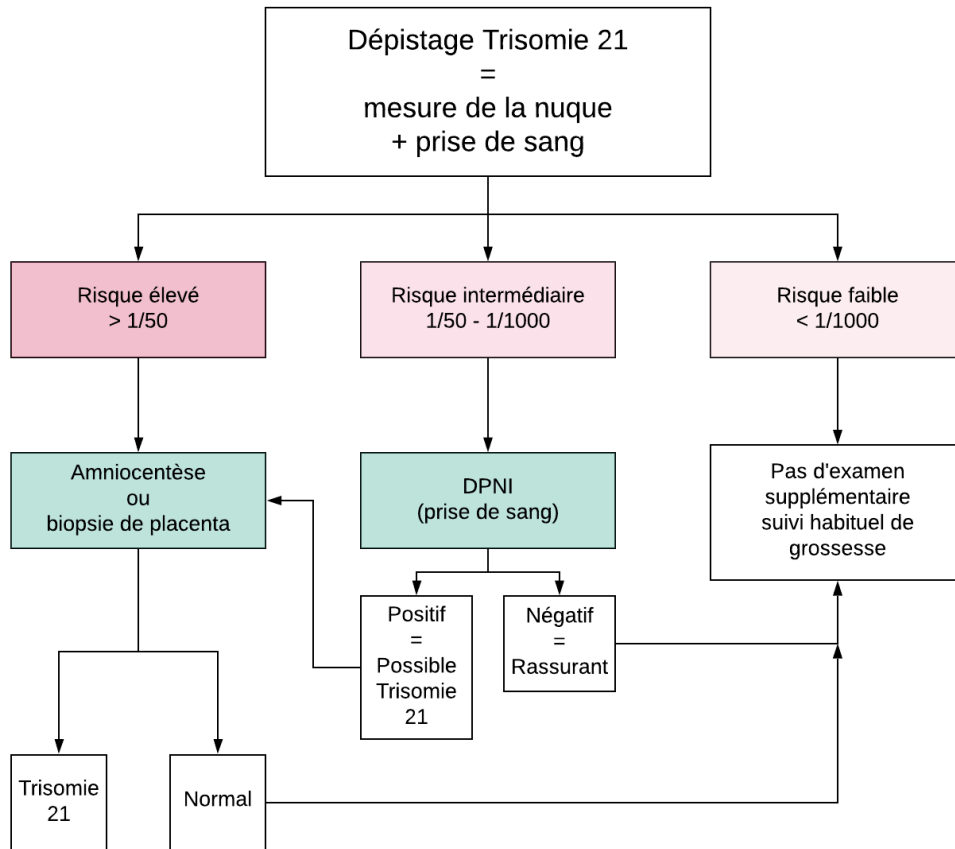 Dépistage Trisomie 21
=
mesure de la nuque
+ prise de sang
Risque élevé
> 1/50
Risque intermédiaire
1/50 - 1/1000
Risque faible
< 1/1000
Amniocentèse
ou
biopsie de placenta
DPNI
(prise de sang)
Pas d'examen
supplémentaire
suivi habituel de
grossesse
Positif
=
Possible
Trisomie
21
Négatif
=
Rassurant
Trisomie
21
Normal